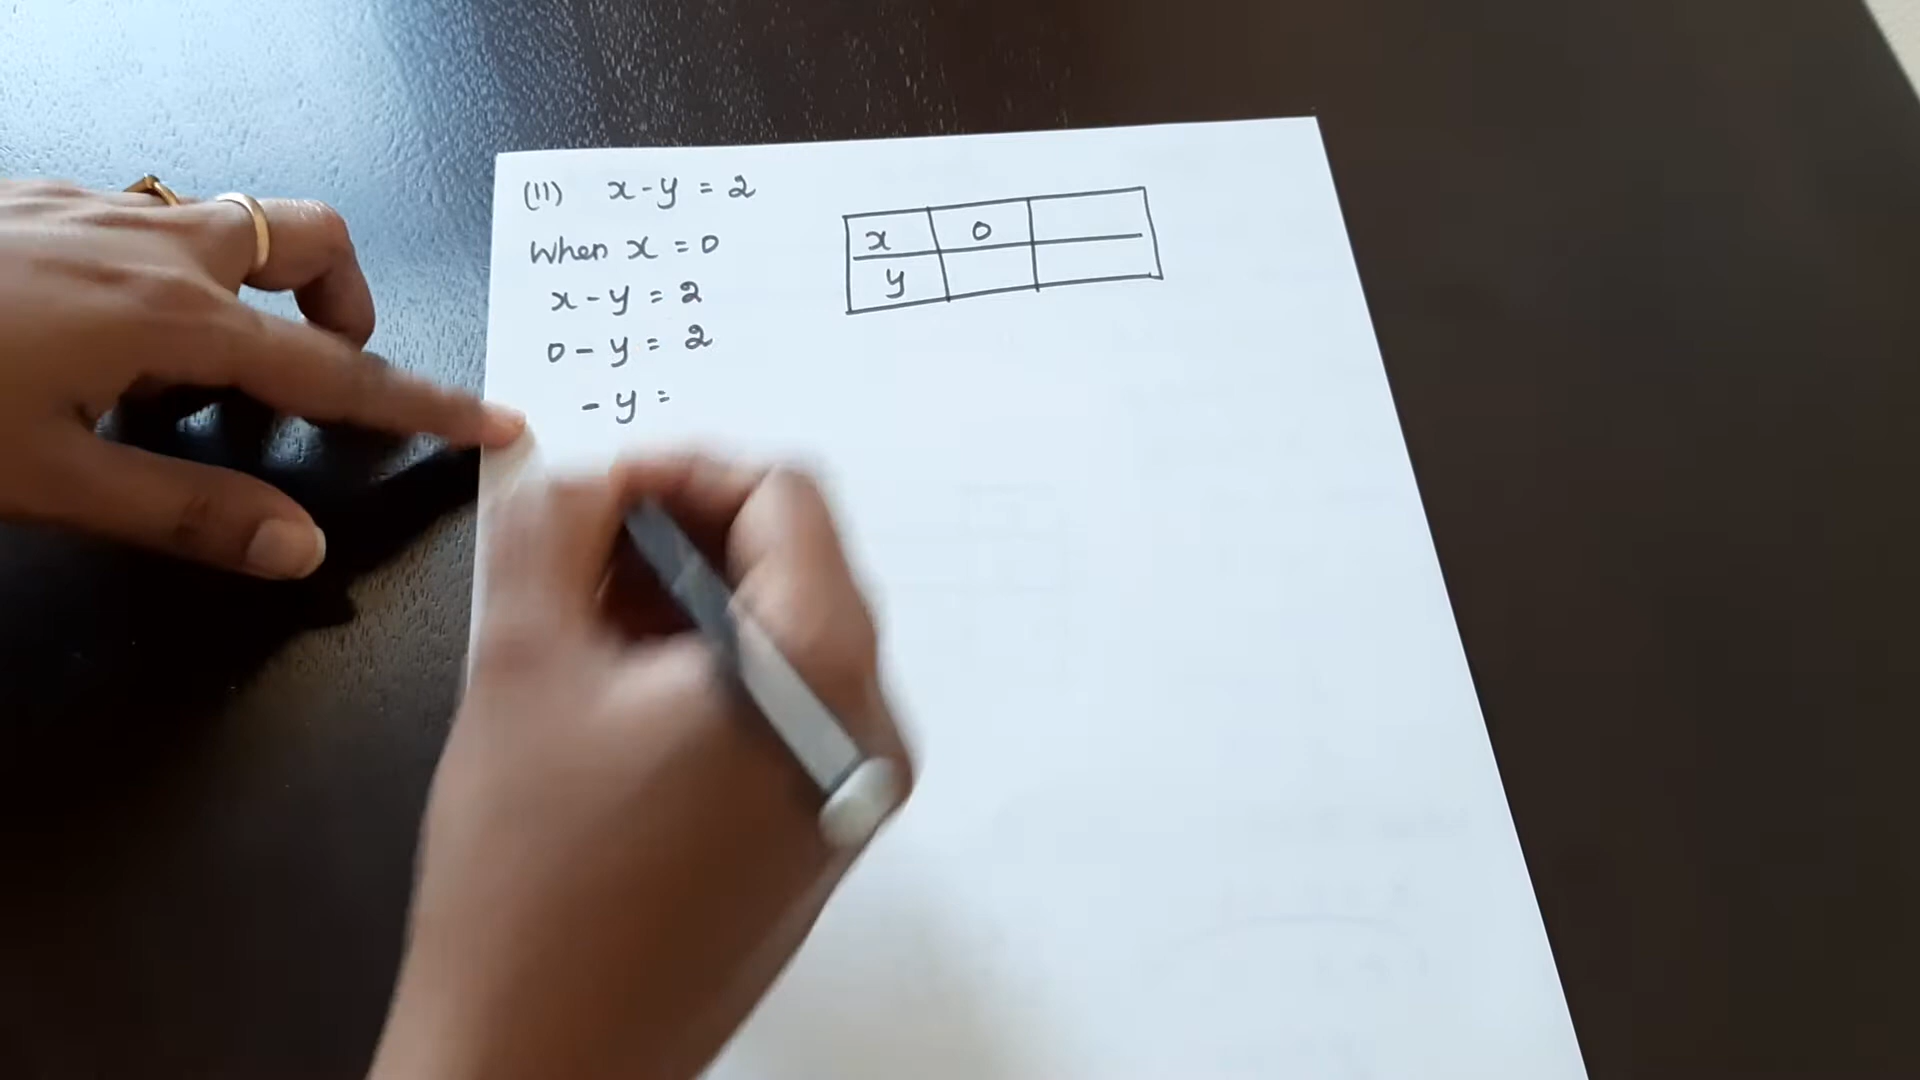 (11) x - y = 2
When x = 0
x - y = 2
0 - y = 2
- y =
x 0
y